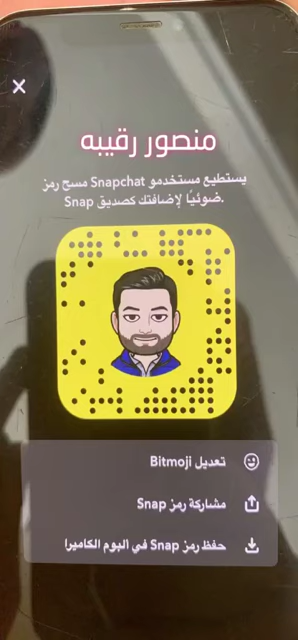 منصور رقيبه
يستطيع مستخدمو Snapchat مسح رمز
Snap ضوئيًا لإضافتك كصديق.
تعديل Bitmoji
مشاركة رمز Snap
حفظ رمز Snap في ألبوم الكاميرا